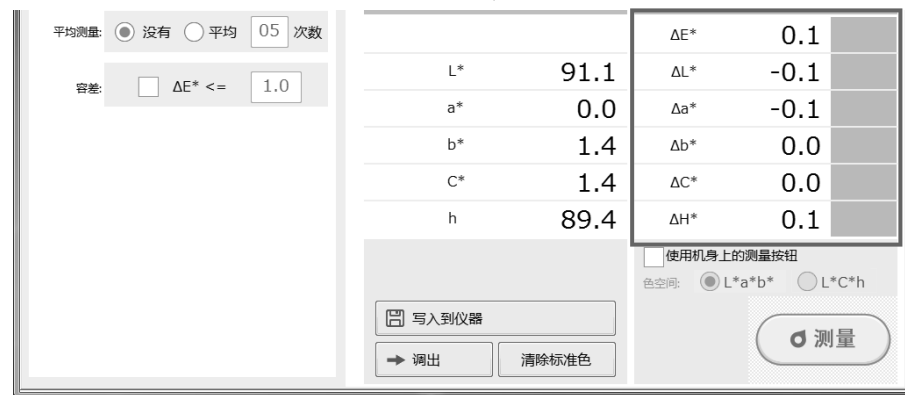 平均测量: 没有 平均 05 次数
容差: ΔE* <= 1.0
L* 91.1
a* 0.0
b* 1.4
C* 1.4
h 89.4
写入到仪器
调出 清除标准色
ΔE* 0.1
ΔL* -0.1
Δa* -0.1
Δb* 0.0
ΔC* 0.0
ΔH* 0.1
使用机身上的测量按钮
色空间: L*a*b* L*C*h
测量